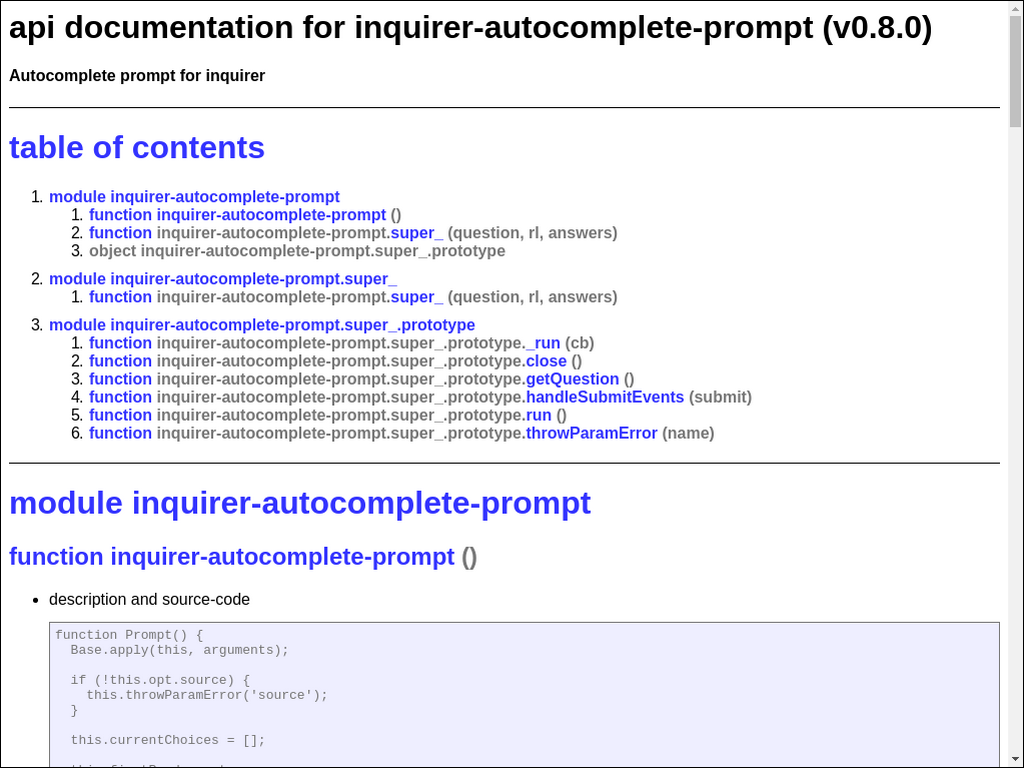 api documentation for inquirer-autocomplete-prompt (v0.8.0)
Autocomplete prompt for inquirer
table of contents
1. module inquirer-autocomplete-prompt
1. function inquirer-autocomplete-prompt ()
2. function inquirer-autocomplete-prompt.super_ (question, rl, answers)
3. object inquirer-autocomplete-prompt.super_.prototype
2. module inquirer-autocomplete-prompt.super_
1. function inquirer-autocomplete-prompt.super_ (question, rl, answers)
3. module inquirer-autocomplete-prompt.super_.prototype
1. function inquirer-autocomplete-prompt.super_.prototype._run (cb)
2. function inquirer-autocomplete-prompt.super_.prototype.close ()
3. function inquirer-autocomplete-prompt.super_.prototype.getQuestion ()
4. function inquirer-autocomplete-prompt.super_.prototype.handleSubmitEvents (submit)
5. function inquirer-autocomplete-prompt.super_.prototype.run ()
6. function inquirer-autocomplete-prompt.super_.prototype.throwParamError (name)
module inquirer-autocomplete-prompt
function inquirer-autocomplete-prompt ()
• description and source-code
function Prompt() {
  Base.apply(this, arguments);
  if (!this.opt.source) {
    this.throwParamError('source');
  }
  this.currentChoices = [];